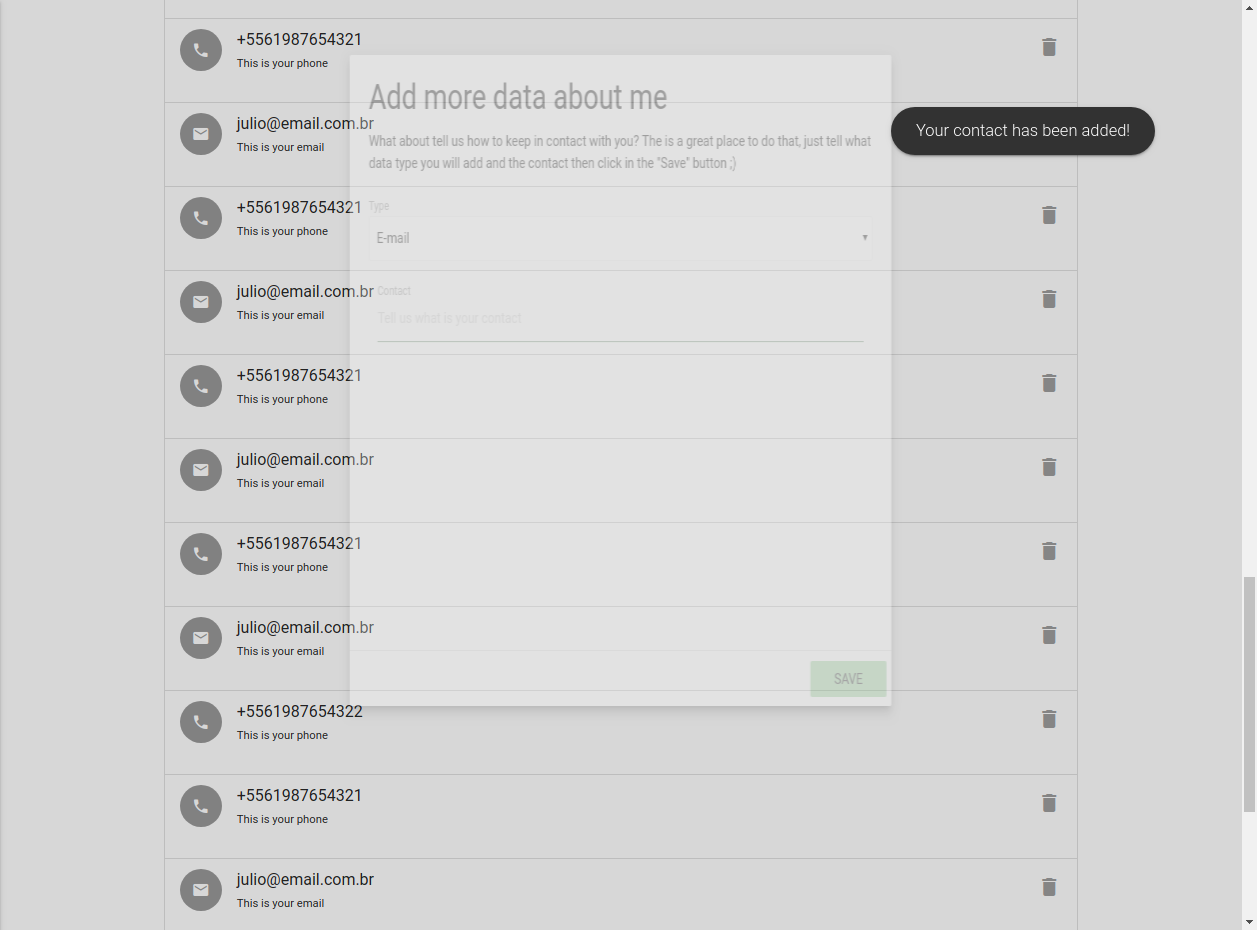 +5561987654321
This is your phone
Add more data about me
julio@email.com.br
Your contact has been added!
What about tell us how to keep in contact with you? The is a great place to do that, just tell what
This is your email
data type you will add and the contact then click in the "Save" button ;)
+5561987654321
Type
This is your phone
E-mail
julio@email.com.br
Contact
This is your email
Tell us what is your contact
+5561987654321
This is your phone
julio@email.com.br
This is your email
+5561987654321
This is your phone
julio@email.com.br
This is your email
SAVE
+5561987654322
This is your phone
+5561987654321
This is your phone
julio@email.com.br
This is your email